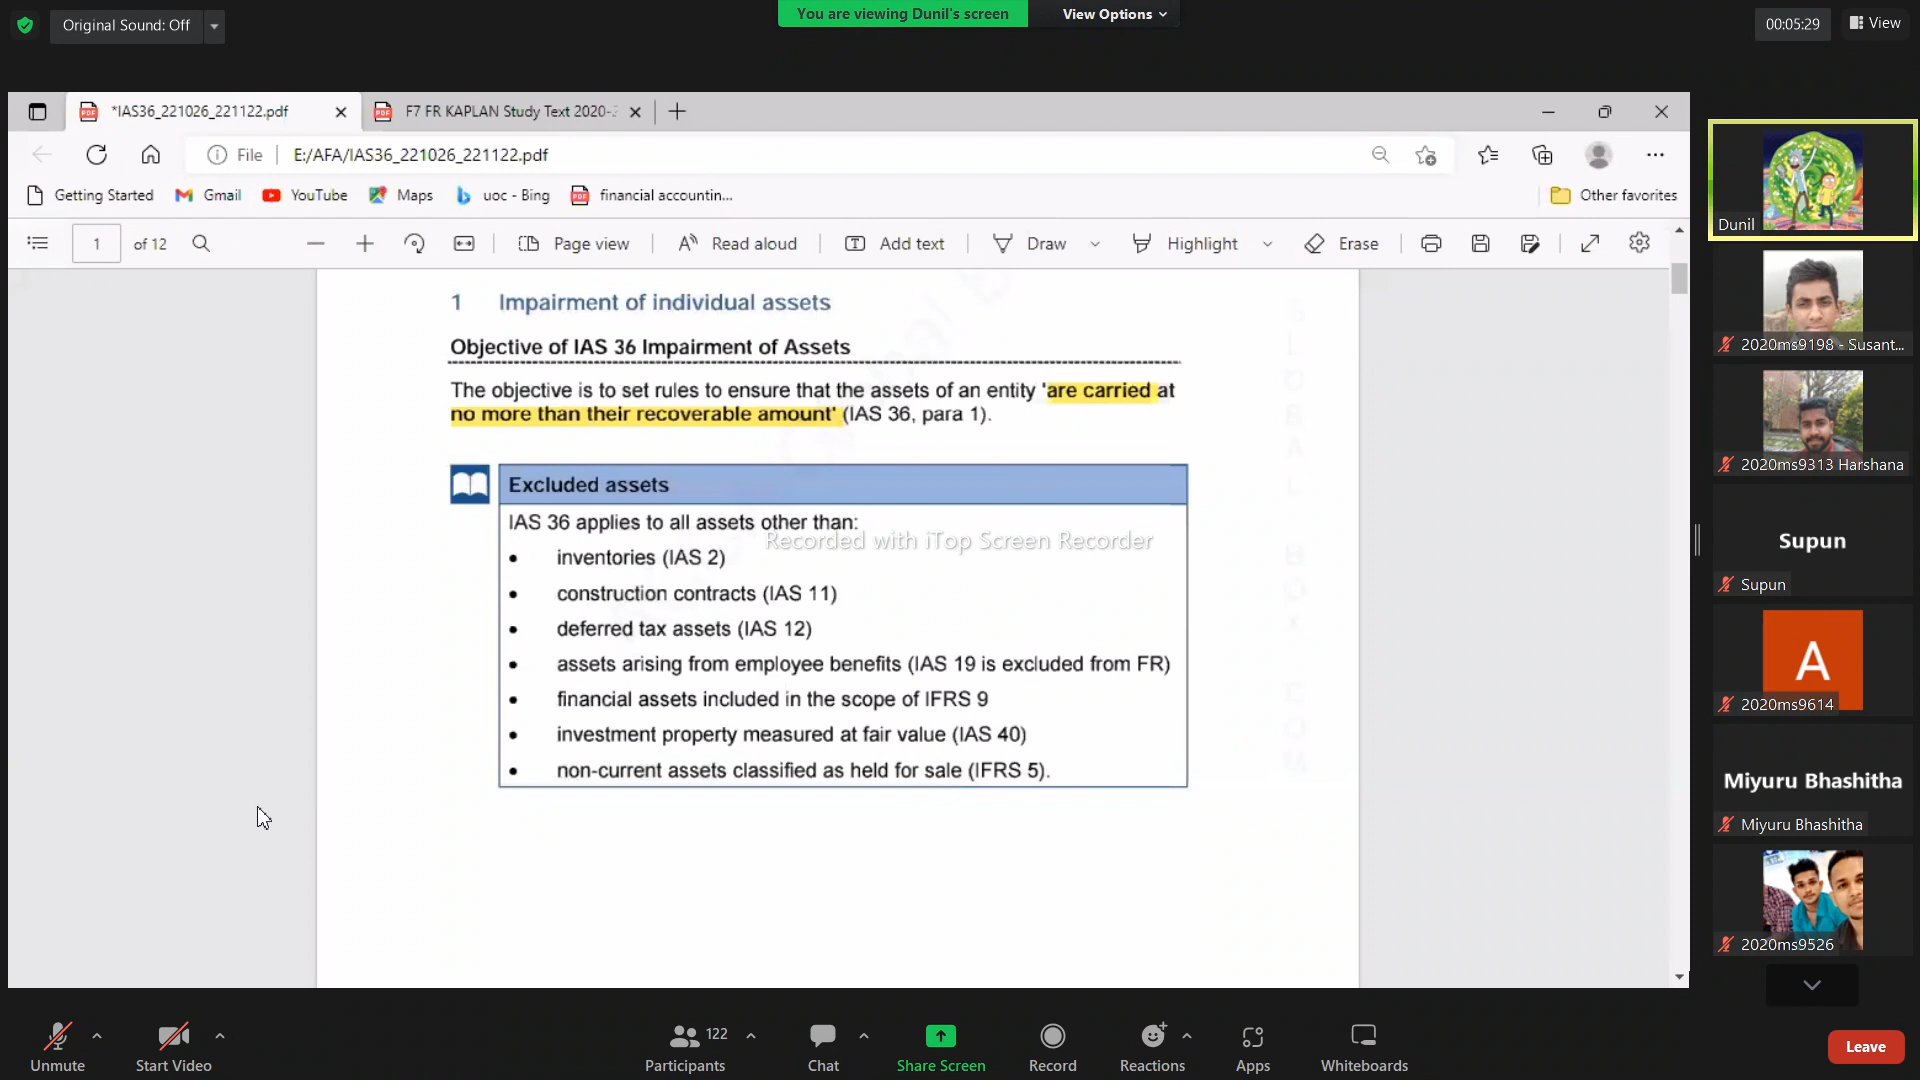 Original Sound: Off
You are viewing Dunil's screen
View Options
00:05:29
View
*IAS36_221026_221122.pdf
F7 FR KAPLAN Study Text 2020-
File
E:/AFA/IAS36_221026_221122.pdf
Getting Started
Gmail
YouTube
Maps
uoc - Bing
financial accountin...
Other favorites
1
of 12
Page view
Read aloud
Add text
Draw
Highlight
Erase
1 Impairment of individual assets
Objective of IAS 36 Impairment of Assets
The objective is to set rules to ensure that the assets of an entity 'are carried at
no more than their recoverable amount' (IAS 36, para 1).
Excluded assets
IAS 36 applies to all assets other than:
Recorded with iTop Screen Recorder
• inventories (IAS 2)
• construction contracts (IAS 11)
• deferred tax assets (IAS 12)
• assets arising from employee benefits (IAS 19 is excluded from FR)
• financial assets included in the scope of IFRS 9
• investment property measured at fair value (IAS 40)
• non-current assets classified as held for sale (IFRS 5).
Dunil
2020ms9198 - Susant...
2020ms9313 Harshana
Supun
Supun
A
2020ms9614
Miyuru Bhashitha
Miyuru Bhashitha
2020ms9526
Unmute
Start Video
122
Participants
Chat
Share Screen
Record
Reactions
Apps
Whiteboards
Leave